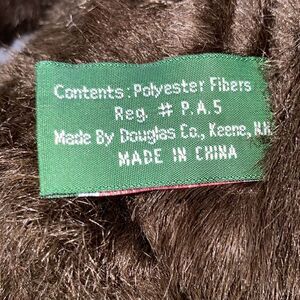 Contents: Polyester Fibers
Reg. # P.A.5
Made By Douglas Co., Keene, N.H.
MADE IN CHINA